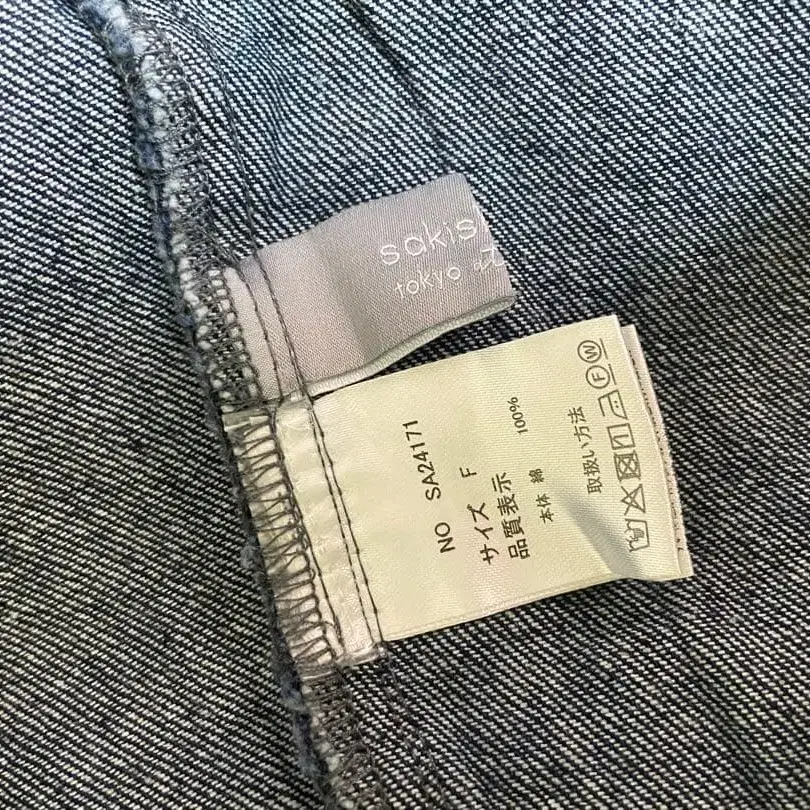 sakis
tokyo
NO SA24171
サイズ F
品質表示
本体 綿 100%
取扱い方法
F W